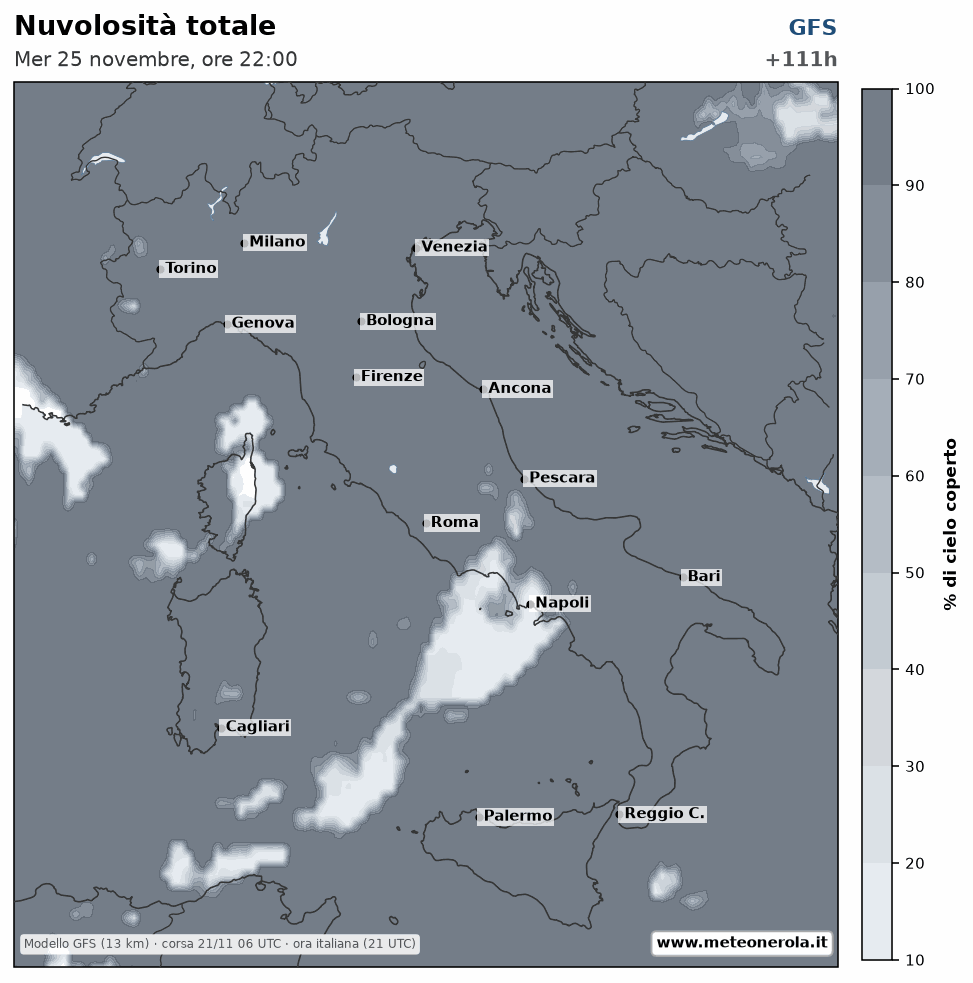 Nuvolosità totale
GFS
Mer 25 novembre, ore 22:00
+111h
Milano
Venezia
Torino
Genova
Bologna
Firenze
Ancona
Pescara
Roma
Bari
Napoli
Cagliari
Palermo
Reggio C.
100
90
80
70
60
50
40
30
20
10
% di cielo coperto
Modello GFS (13 km) · corsa 21/11 06 UTC · ora italiana (21 UTC)
www.meteonerola.it